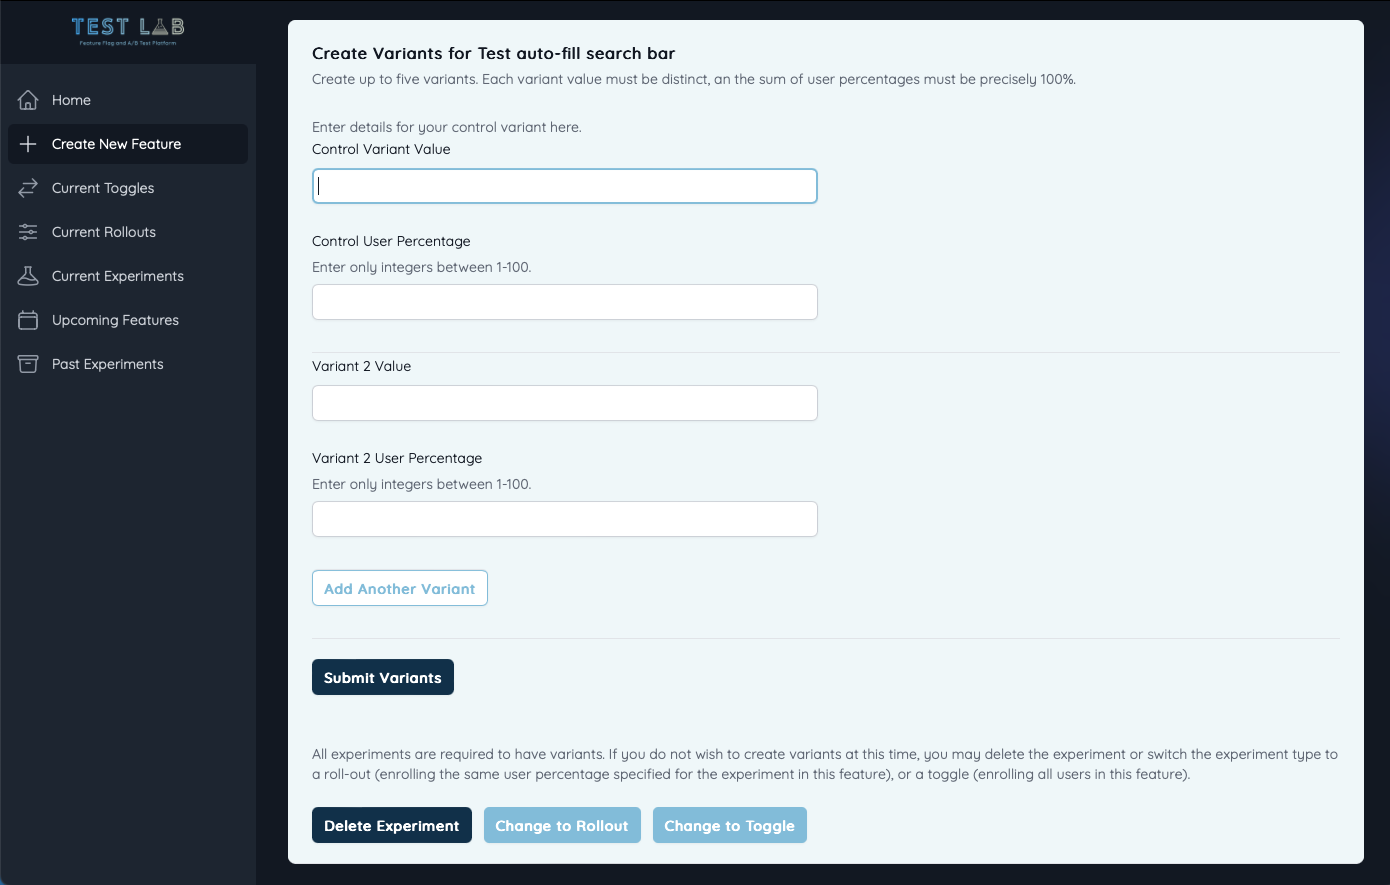 TEST LAB
Feature Flag and A/B Test Platform
Home
Create New Feature
Current Toggles
Current Rollouts
Current Experiments
Upcoming Features
Past Experiments
Create Variants for Test auto-fill search bar
Create up to five variants. Each variant value must be distinct, an the sum of user percentages must be precisely 100%.
Enter details for your control variant here.
Control Variant Value
Control User Percentage
Enter only integers between 1-100.
Variant 2 Value
Variant 2 User Percentage
Enter only integers between 1-100.
Add Another Variant
Submit Variants
All experiments are required to have variants. If you do not wish to create variants at this time, you may delete the experiment or switch the experiment type to
a roll-out (enrolling the same user percentage specified for the experiment in this feature), or a toggle (enrolling all users in this feature).
Delete Experiment
Change to Rollout
Change to Toggle